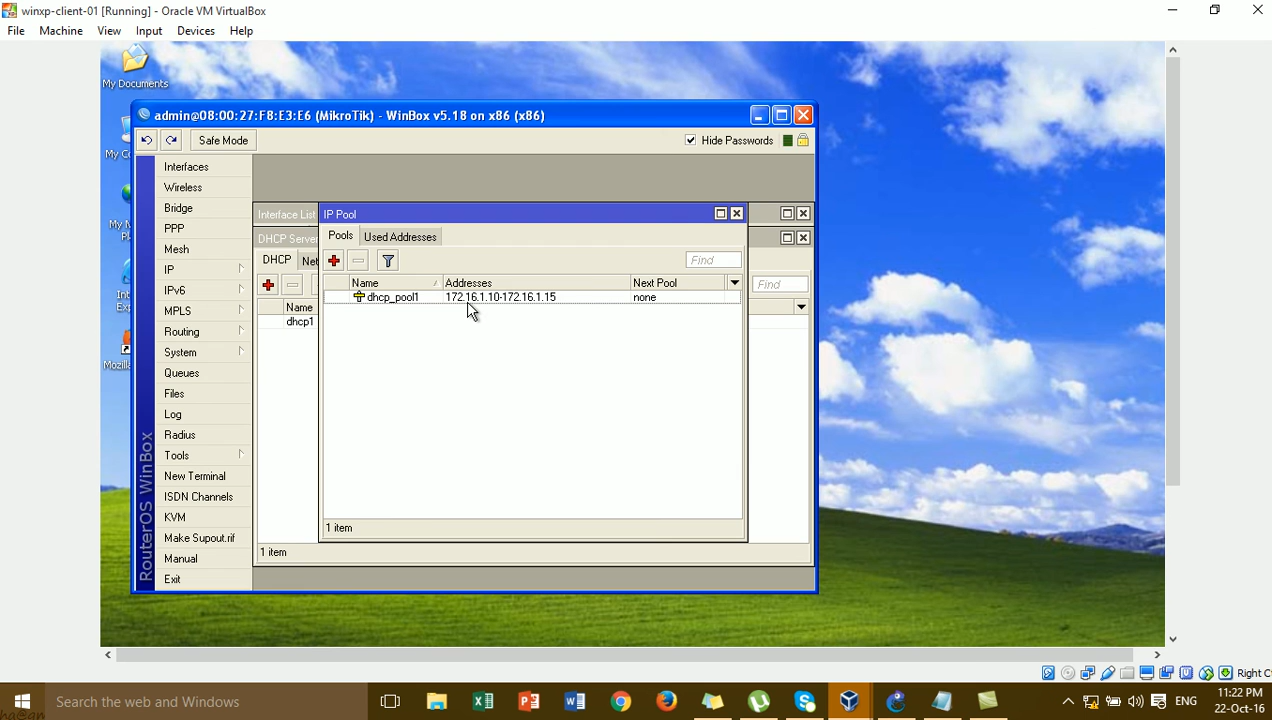 winxp-client-01 [Running] - Oracle VM VirtualBox
File Machine View Input Devices Help
My Documents
admin@08:00:27:F8:E3:E6 (MikroTik) - WinBox v5.18 on x86 (x86)
Safe Mode
Hide Passwords
Interfaces
Wireless
Bridge
PPP
Mesh
IP
IPv6
MPLS
Routing
System
Queues
Files
Log
Radius
Tools
New Terminal
ISDN Channels
KVM
Make Supout.rif
Manual
Exit
RouterOS WinBox
Interface List
DHCP Server
DHCP
Find
Name
dhcp1
1 item
IP Pool
Pools Used Addresses
Find
Name Addresses Next Pool
dhcp_pool1 172.16.1.10-172.16.1.15 none
1 item
Search the web and Windows
ENG
11:22 PM
22-Oct-16